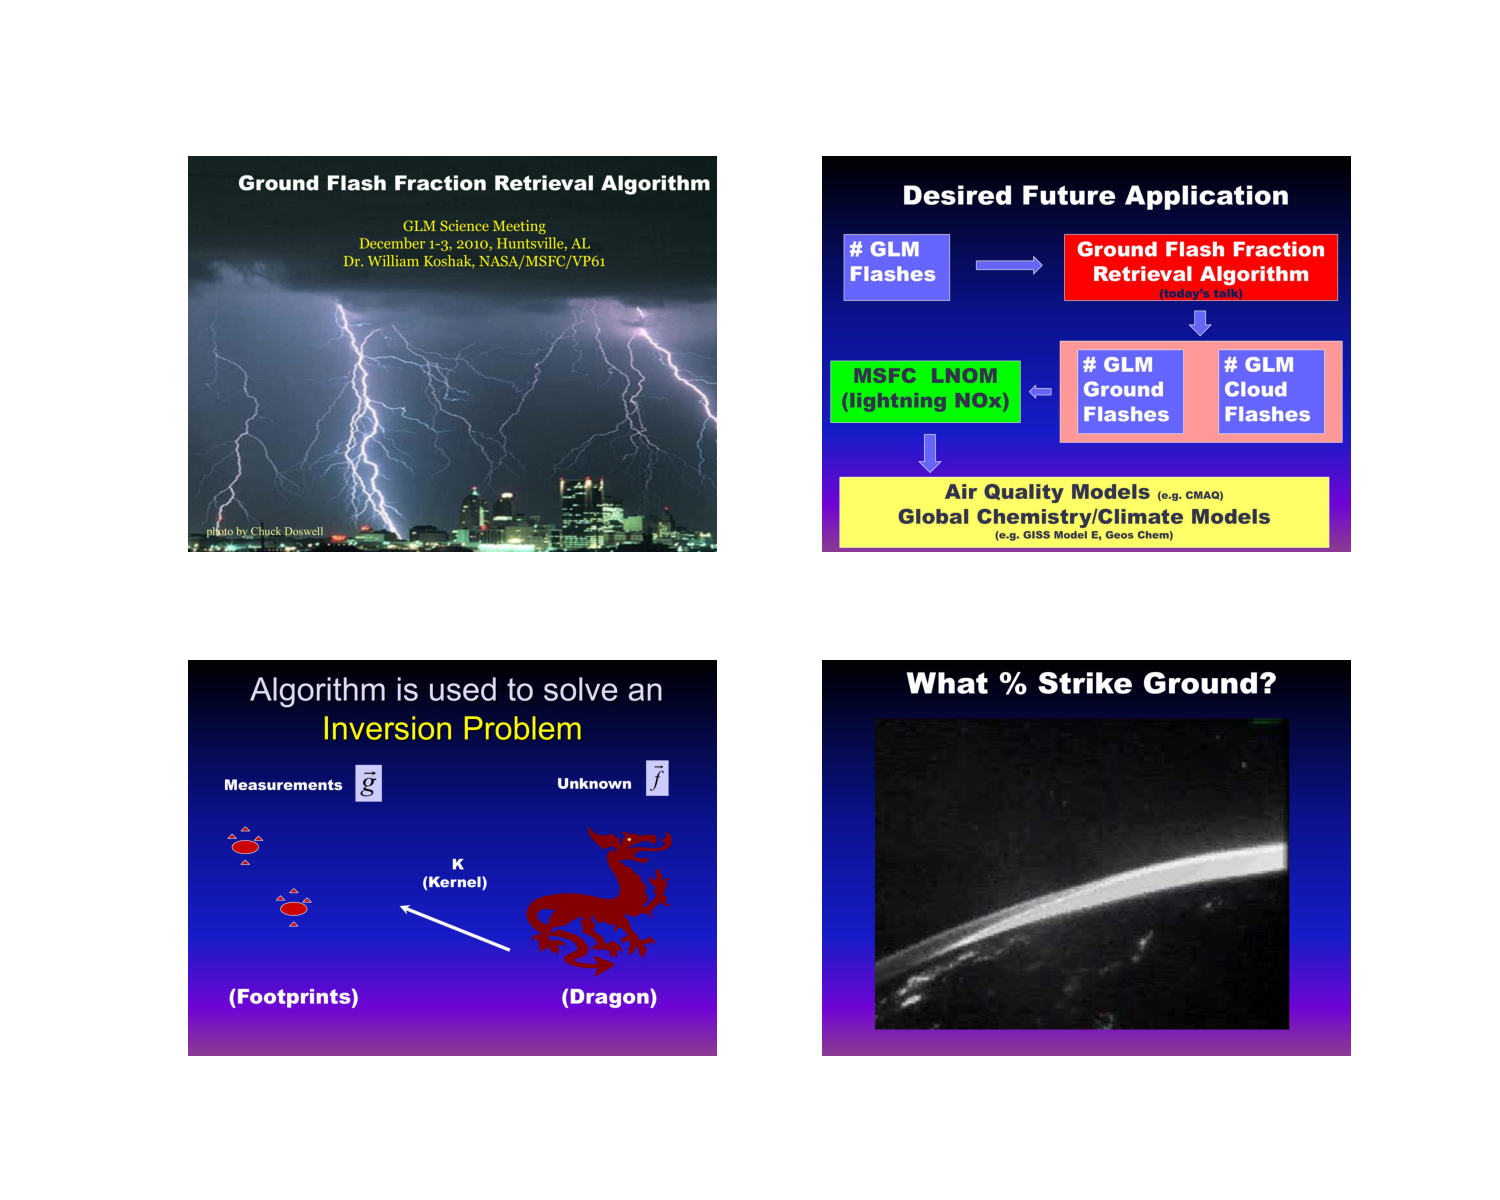 Ground Flash Fraction Retrieval Algorithm
GLM Science Meeting
December 1-3, 2010, Huntsville, AL
Dr. William Koshak, NASA/MSFC/VP61
photo by Chuck Doswell
Desired Future Application
# GLM
Flashes
Ground Flash Fraction
Retrieval Algorithm
(today's talk)
# GLM
Ground
Flashes
# GLM
Cloud
Flashes
MSFC LNOM
(lightning NOx)
Air Quality Models (e.g. CMAQ)
Global Chemistry/Climate Models
(e.g. GISS Model E, Geos Chem)
Algorithm is used to solve an
Inversion Problem
Measurements g⃗
Unknown f⃗
K
(Kernel)
(Footprints)
(Dragon)
What % Strike Ground?